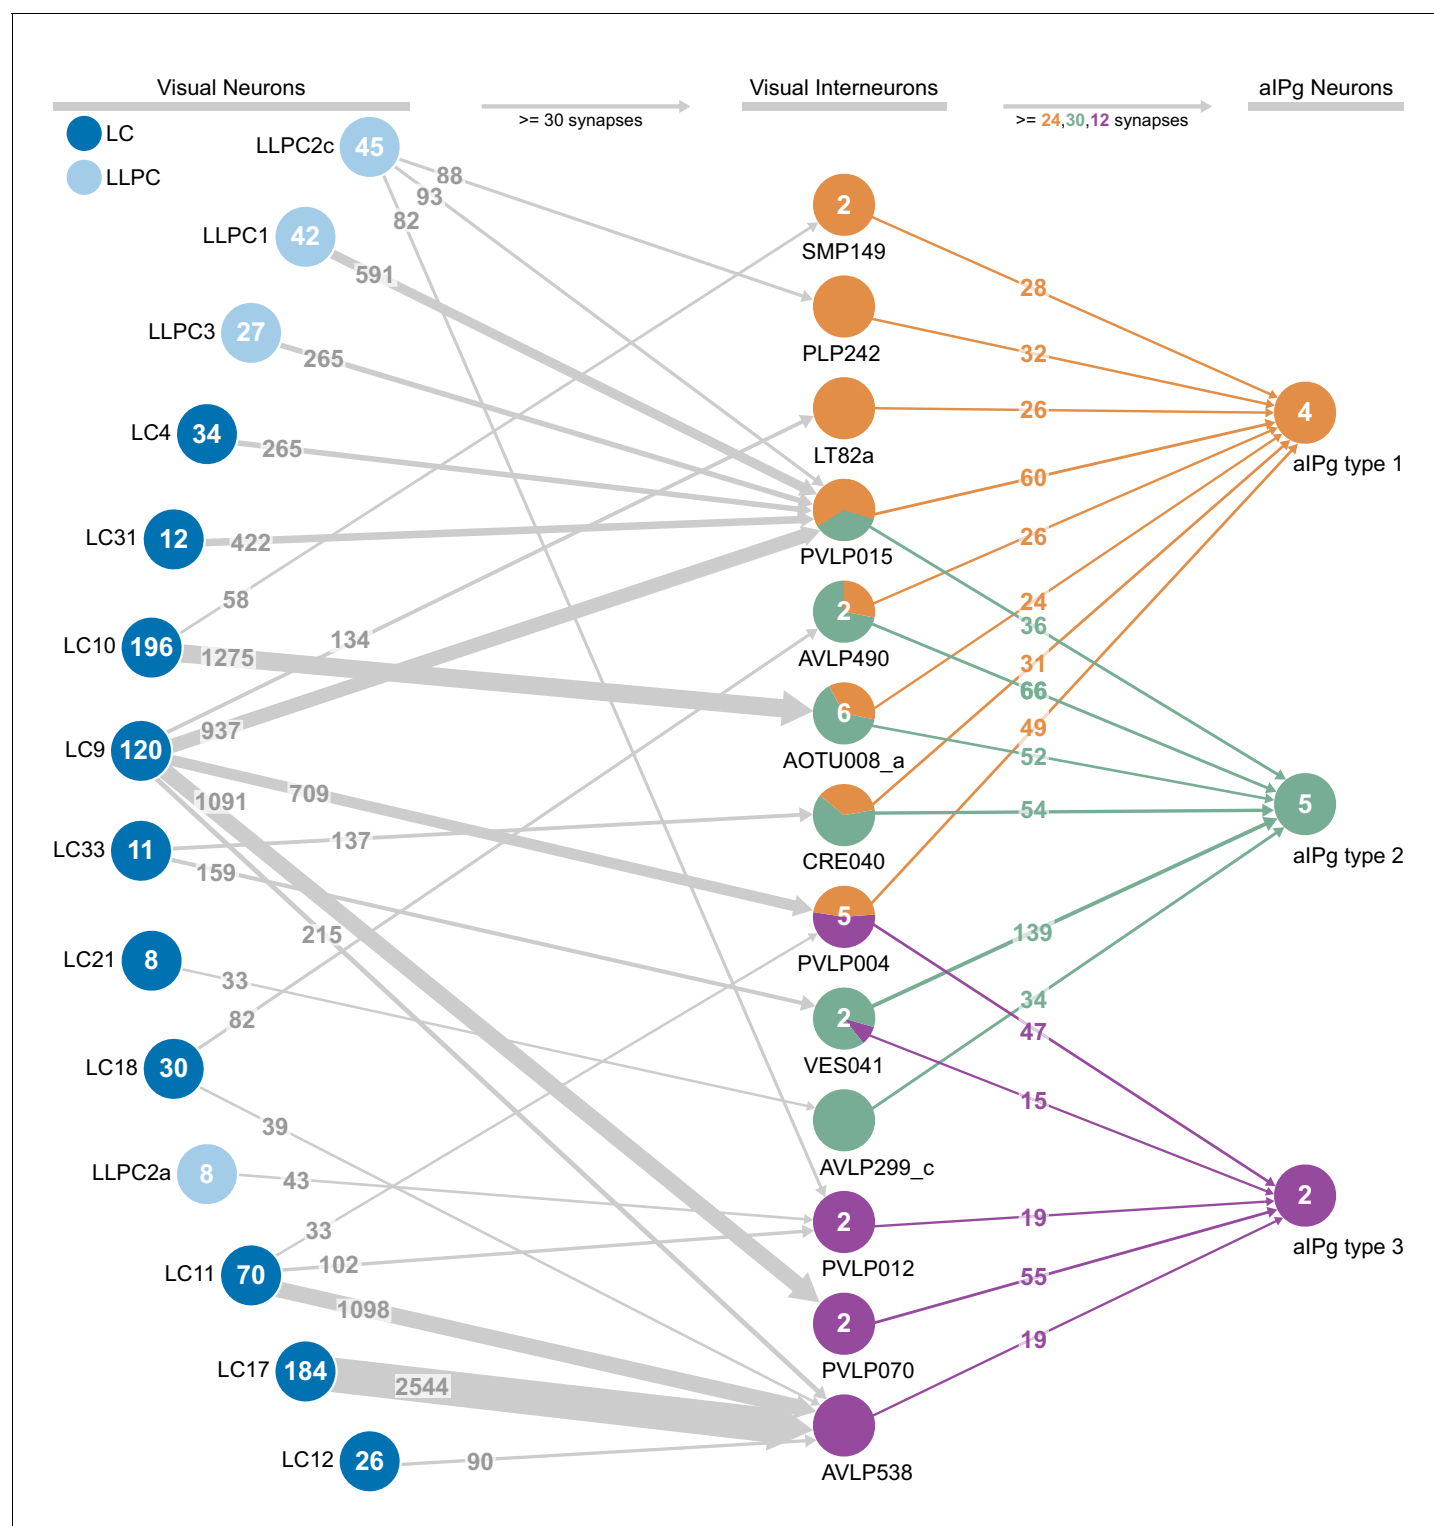 Visual Neurons
Visual Interneurons
aIPg Neurons
>= 30 synapses
>= 24,30,12 synapses
LC
LLPC
LLPC2c
45
88
93
82
LLPC1
42
591
LLPC3
27
265
LC4
34
265
LC31
12
422
58
LC10
196
1275
134
LC9
120
937
1091
709
215
LC33
11
137
159
LC21
8
33
82
LC18
30
39
LLPC2a
8
43
33
LC11
70
102
1098
LC17
184
2544
LC12
26
90
2
SMP149
PLP242
LT82a
PVLP015
2
AVLP490
6
AOTU008_a
CRE040
5
PVLP004
2
VES041
AVLP299_c
2
PVLP012
2
PVLP070
AVLP538
28
32
26
60
26
24
36
31
66
49
52
54
139
34
47
15
19
55
19
4
aIPg type 1
5
aIPg type 2
2
aIPg type 3